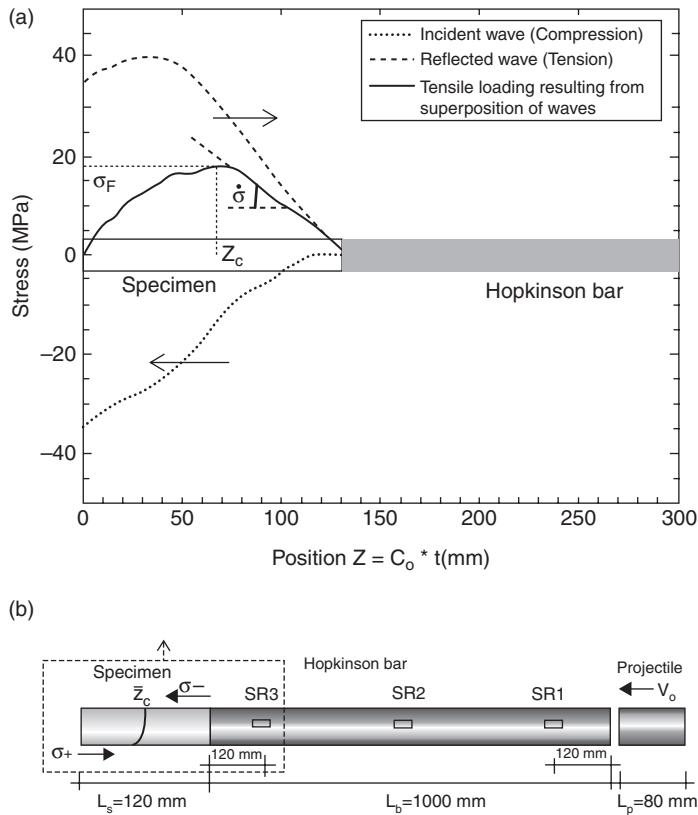 (a)
Incident wave (Compression)
Reflected wave (Tension)
Tensile loading resulting from
superposition of waves
40
20
0
−20
−40
Stress (MPa)
σF
σ̇
Zc
Specimen
Hopkinson bar
0 50 100 150 200 250 300
Position Z = Co * t(mm)
(b)
Specimen
Hopkinson bar
Projectile
z̄c
σ−
SR3
SR2
SR1
Vo
σ+
120 mm
120 mm
Ls=120 mm
Lb=1000 mm
Lp=80 mm